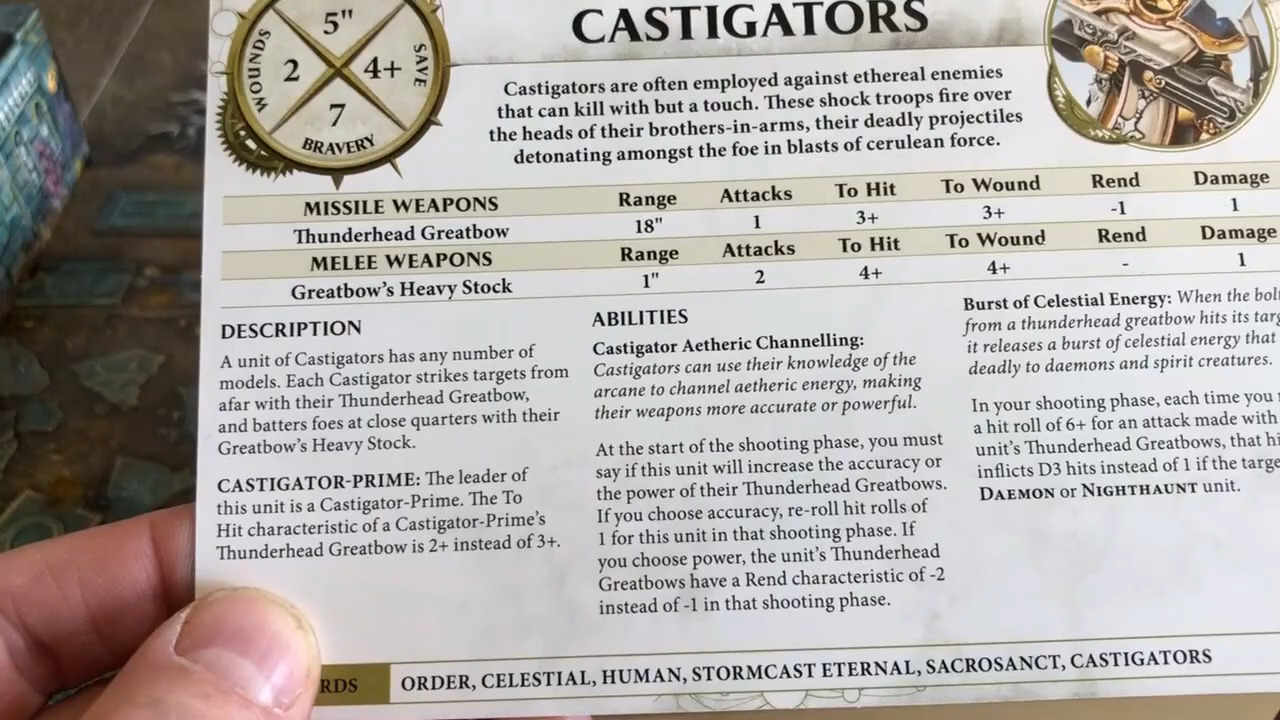 CASTIGATORS
5"
WOUNDS 2 4+ SAVE
7
BRAVERY
Castigators are often employed against ethereal enemies
that can kill with but a touch. These shock troops fire over
the heads of their brothers-in-arms, their deadly projectiles
detonating amongst the foe in blasts of cerulean force.
MISSILE WEAPONS Range Attacks To Hit To Wound Rend Damage
Thunderhead Greatbow 18" 1 3+ 3+ -1 1
MELEE WEAPONS Range Attacks To Hit To Wound Rend Damage
Greatbow's Heavy Stock 1" 2 4+ 4+ - 1
DESCRIPTION
A unit of Castigators has any number of
models. Each Castigator strikes targets from
afar with their Thunderhead Greatbow,
and batters foes at close quarters with their
Greatbow's Heavy Stock.
CASTIGATOR-PRIME: The leader of
this unit is a Castigator-Prime. The To
Hit characteristic of a Castigator-Prime's
Thunderhead Greatbow is 2+ instead of 3+.
ABILITIES
Castigator Aetheric Channelling:
Castigators can use their knowledge of the
arcane to channel aetheric energy, making
their weapons more accurate or powerful.
At the start of the shooting phase, you must
say if this unit will increase the accuracy or
the power of their Thunderhead Greatbows.
If you choose accuracy, re-roll hit rolls of
1 for this unit in that shooting phase. If
you choose power, the unit's Thunderhead
Greatbows have a Rend characteristic of -2
instead of -1 in that shooting phase.
Burst of Celestial Energy: When the bolt
from a thunderhead greatbow hits its
it releases a burst of celestial energy that
deadly to daemons and spirit creatures.
In your shooting phase, each time you
a hit roll of 6+ for an attack made with
unit's Thunderhead Greatbows, that
inflicts D3 hits instead of 1 if the
DAEMON or NIGHTHAUNT unit.
RDS ORDER, CELESTIAL, HUMAN, STORMCAST ETERNAL, SACROSANCT, CASTIGATORS